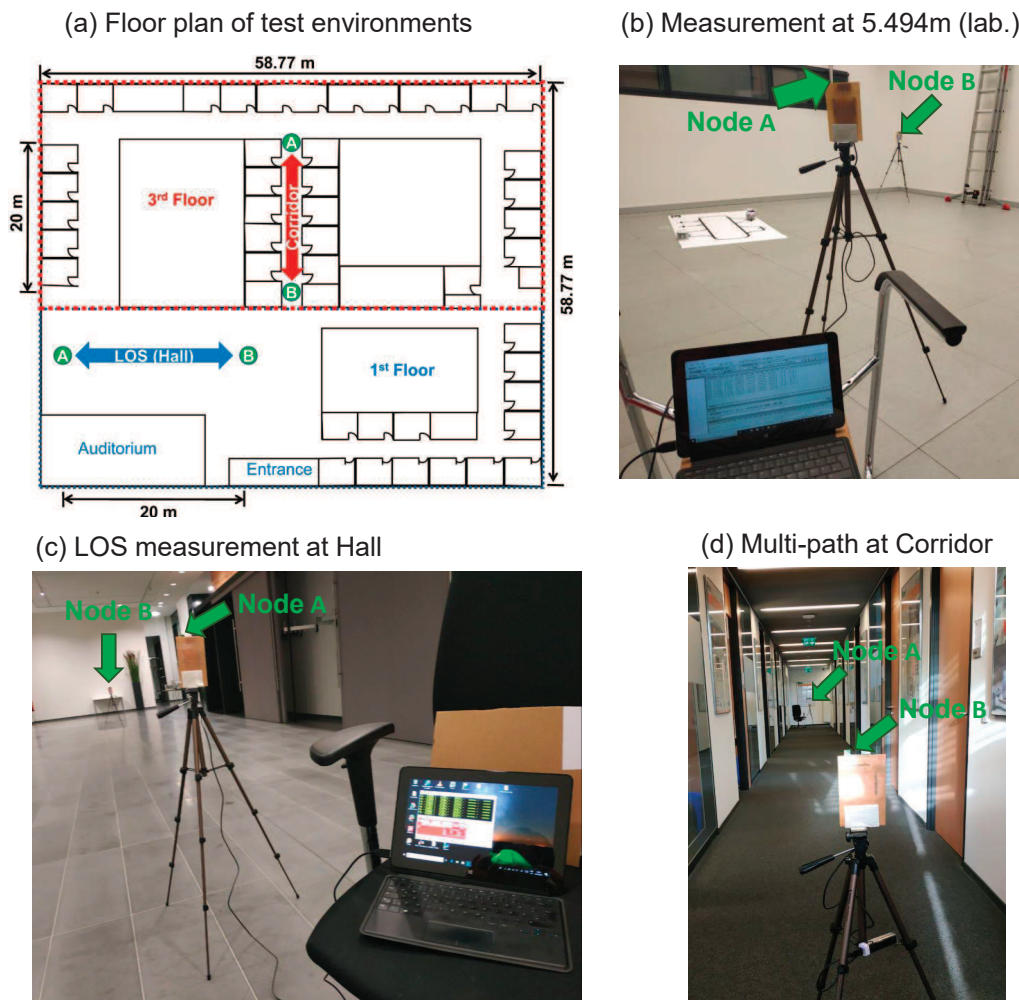 (a) Floor plan of test environments
58.77 m
20 m
3rd Floor
A
Corridor
B
58.77 m
A
LOS (Hall)
B
1st Floor
Auditorium
Entrance
20 m
(b) Measurement at 5.494m (lab.)
Node A
Node B
(c) LOS measurement at Hall
Node B
Node A
(d) Multi-path at Corridor
Node A
Node B